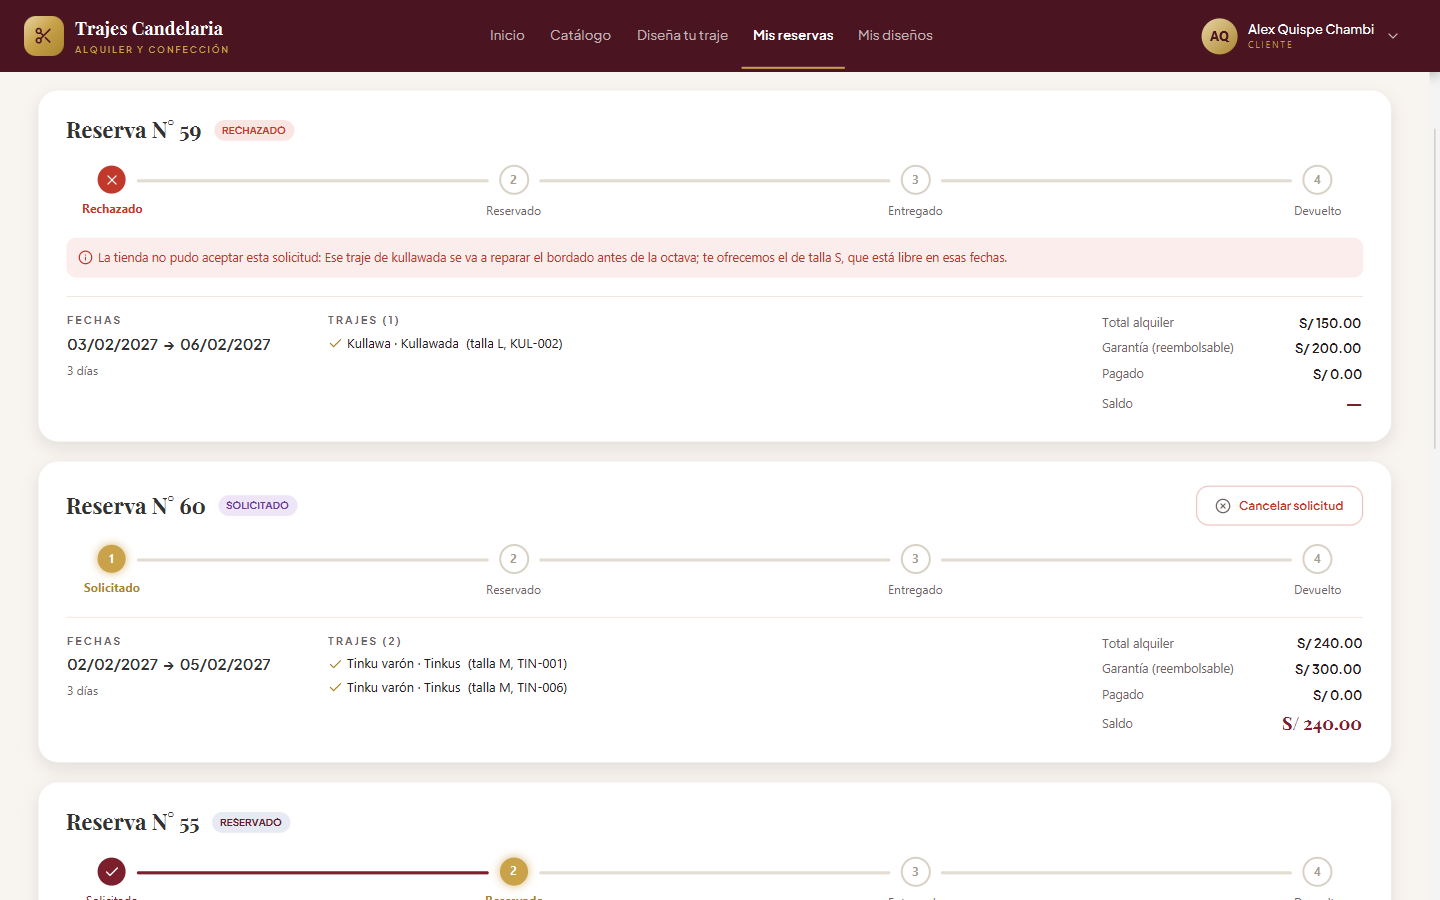 Trajes Candelaria
ALQUILER Y CONFECCIÓN
Inicio
Catálogo
Diseña tu traje
Mis reservas
Mis diseños
AQ
Alex Quispe Chambi
CLIENTE
Reserva N° 59
RECHAZADO
2
3
4
Rechazado
Reservado
Entregado
Devuelto
La tienda no pudo aceptar esta solicitud: Ese traje de kullawada se va a reparar el bordado antes de la octava; te ofrecemos el de talla S, que está libre en esas fechas.
FECHAS
03/02/2027 → 06/02/2027
3 días
TRAJES (1)
Kullawa · Kullawada (talla L, KUL-002)
Total alquiler S/ 150.00
Garantía (reembolsable) S/ 200.00
Pagado S/ 0.00
Saldo —
Reserva N° 60
SOLICITADO
Cancelar solicitud
1
2
3
4
Solicitado
Reservado
Entregado
Devuelto
FECHAS
02/02/2027 → 05/02/2027
3 días
TRAJES (2)
Tinku varón · Tinkus (talla M, TIN-001)
Tinku varón · Tinkus (talla M, TIN-006)
Total alquiler S/ 240.00
Garantía (reembolsable) S/ 300.00
Pagado S/ 0.00
Saldo S/ 240.00
Reserva N° 55
RESERVADO
2
3
4